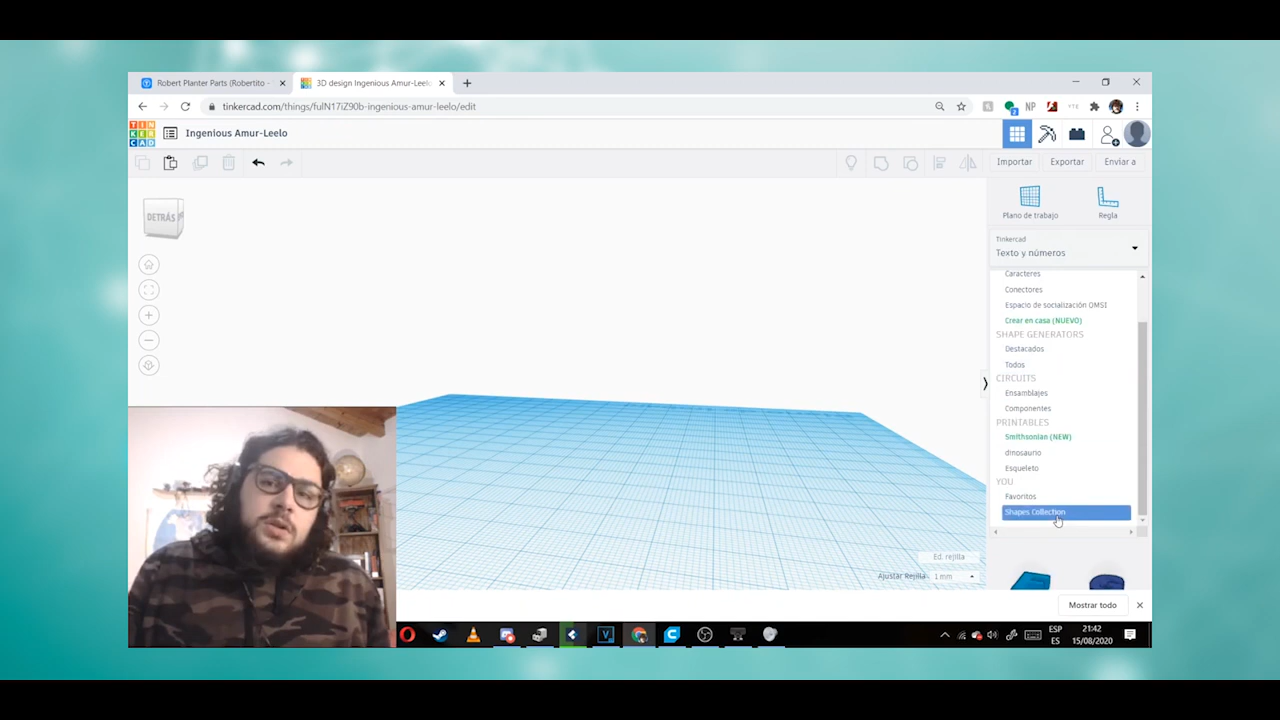 Robert Planter Parts (Robertito -
3D design Ingenious Amur-Leelo
tinkercad.com/things/fulN17iZ90b-ingenious-amur-leelo/edit
NP
2
TIN
KER
CAD
Ingenious Amur-Leelo
Importar
Exportar
Enviar a
DETRÁS
Plano de trabajo
Regla
Tinkercad
Texto y números
Caracteres
Conectores
Espacio de socialización OMSI
Crear en casa (NUEVO)
SHAPE GENERATORS
Destacados
Todos
CIRCUITS
Ensamblajes
Componentes
PRINTABLES
Smithsonian (NEW)
dinosaurio
Esqueleto
YOU
Favoritos
Shapes Collection
Ed. rejilla
Ajustar Rejilla
1 mm
Mostrar todo
ESP
ES
21:42
15/08/2020